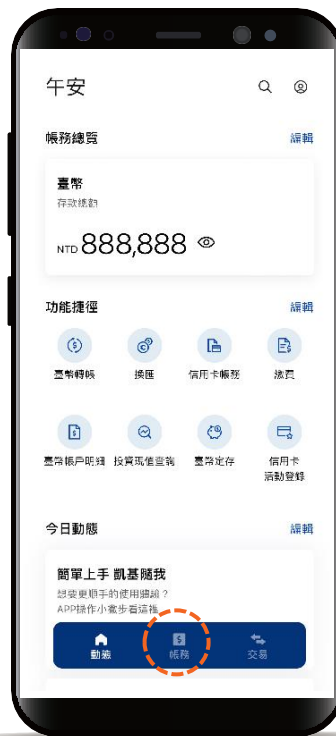 午安
帳務總覽 編輯
臺幣
存款總額
NTD 888,888
功能捷徑 編輯
臺幣轉帳 換匯 信用卡帳務 繳費
臺幣帳戶明細 投資現值查詢 臺幣定存 信用卡
活動登錄
今日動態 編輯
簡單上手 凱基隨我
想要更順手的使用體驗？
APP操作小撇步看這裡
動態 帳務 交易